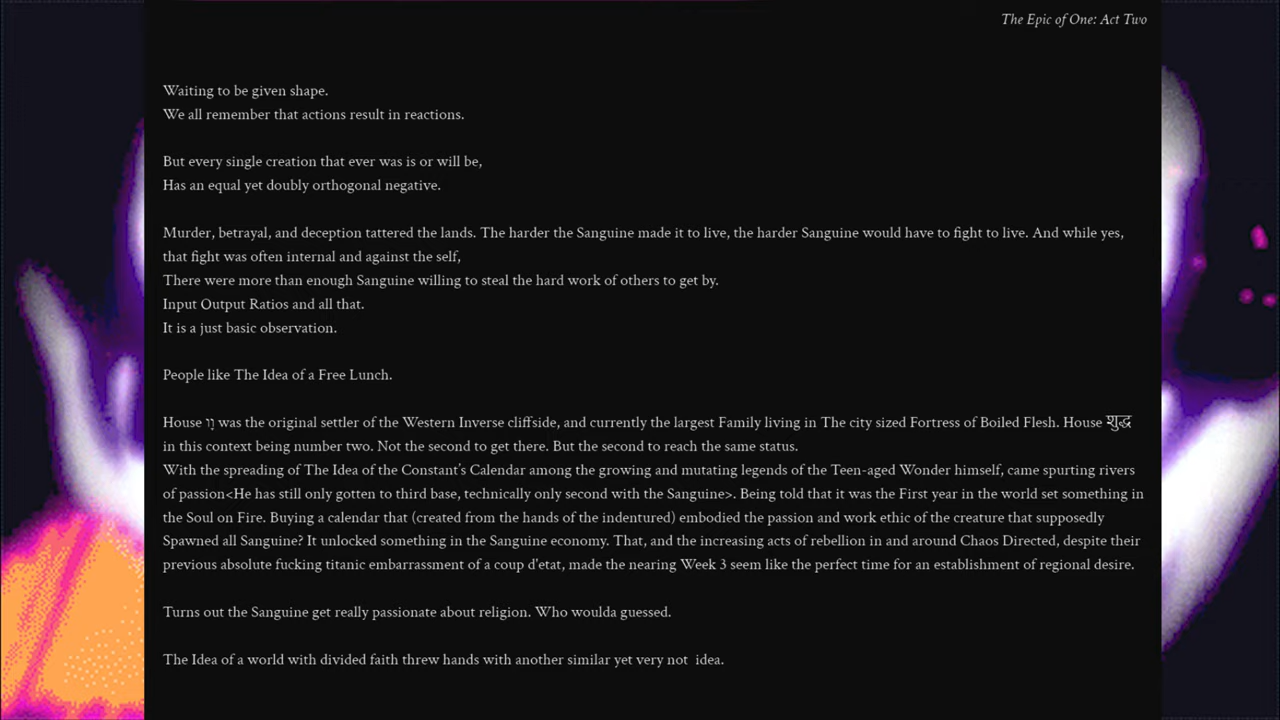 The Epic of One: Act Two
Waiting to be given shape.
We all remember that actions result in reactions.
But every single creation that ever was is or will be,
Has an equal yet doubly orthogonal negative.
Murder, betrayal, and deception tattered the lands. The harder the Sanguine made it to live, the harder Sanguine would have to fight to live. And while yes,
that fight was often internal and against the self,
There were more than enough Sanguine willing to steal the hard work of others to get by.
Input Output Ratios and all that.
It is a just basic observation.
People like The Idea of a Free Lunch.
House was the original settler of the Western Inverse cliffside, and currently the largest Family living in The city sized Fortress of Boiled Flesh. House शुद्ध
in this context being number two. Not the second to get there. But the second to reach the same status.
With the spreading of The Idea of the Constant's Calendar among the growing and mutating legends of the Teen-aged Wonder himself, came spurting rivers
of passion<He has still only gotten to third base, technically only second with the Sanguine>. Being told that it was the First year in the world set something in
the Soul on Fire. Buying a calendar that (created from the hands of the indentured) embodied the passion and work ethic of the creature that supposedly
Spawned all Sanguine? It unlocked something in the Sanguine economy. That, and the increasing acts of rebellion in and around Chaos Directed, despite their
previous absolute fucking titanic embarrassment of a coup d'etat, made the nearing Week 3 seem like the perfect time for an establishment of regional desire.
Turns out the Sanguine get really passionate about religion. Who woulda guessed.
The Idea of a world with divided faith threw hands with another similar yet very not  idea.